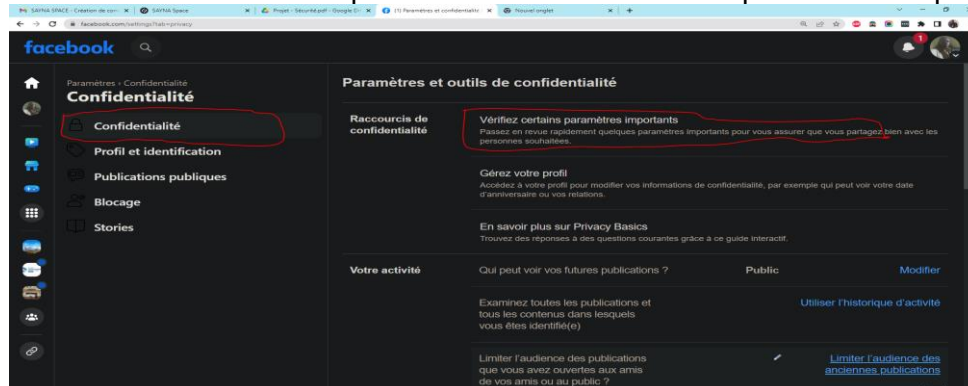 SAYNA SPACE - Création de
SAYNA Space
Projet - Sécurité.pdf - Google
(1) Paramètres et confidentialité
Nouvel onglet
facebook.com/settings?tab=privacy
facebook
1
Paramètres › Confidentialité
Confidentialité
Confidentialité
Profil et identification
Publications publiques
Blocage
Stories
Paramètres et outils de confidentialité
Raccourcis de
confidentialité
Vérifiez certains paramètres importants
Passez en revue rapidement quelques paramètres importants pour vous assurer que vous partagez bien avec les
personnes souhaitées.
Gérez votre profil
Accédez à votre profil pour modifier vos informations de confidentialité, par exemple qui peut voir votre date
d'anniversaire ou vos relations.
En savoir plus sur Privacy Basics
Trouvez des réponses à des questions courantes grâce à ce guide interactif.
Votre activité
Qui peut voir vos futures publications ?
Public
Modifier
Examinez toutes les publications et
tous les contenus dans lesquels
vous êtes identifié(e)
Utiliser l'historique d'activité
Limiter l'audience des publications
que vous avez ouvertes aux amis
de vos amis ou au public ?
Limiter l'audience des
anciennes publications